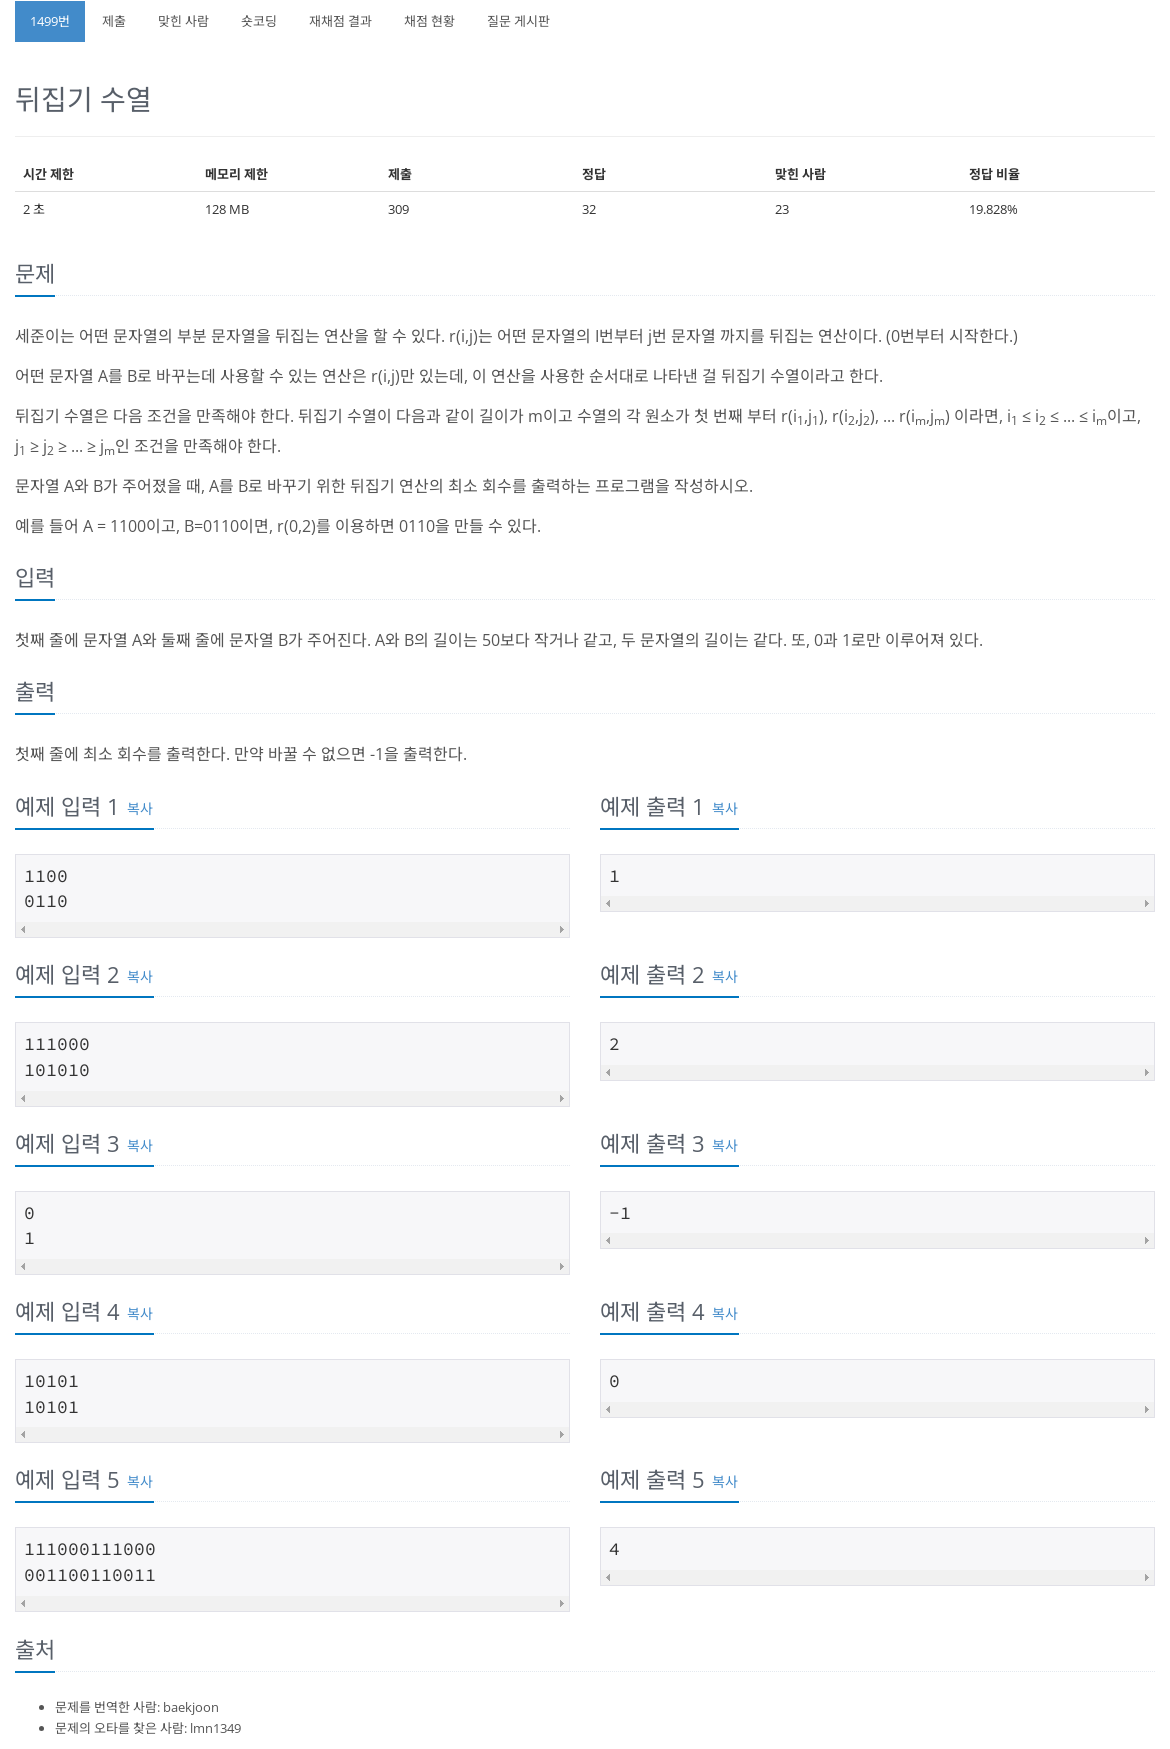 1499번 제출 맞힌 사람 숏코딩 재채점 결과 채점 현황 질문 게시판
뒤집기 수열
시간 제한 메모리 제한 제출 정답 맞힌 사람 정답 비율
2 초 128 MB 309 32 23 19.828%
문제
세준이는 어떤 문자열의 부분 문자열을 뒤집는 연산을 할 수 있다. r(i,j)는 어떤 문자열의 I번부터 j번 문자열 까지를 뒤집는 연산이다. (0번부터 시작한다.)
어떤 문자열 A를 B로 바꾸는데 사용할 수 있는 연산은 r(i,j)만 있는데, 이 연산을 사용한 순서대로 나타낸 걸 뒤집기 수열이라고 한다.
뒤집기 수열은 다음 조건을 만족해야 한다. 뒤집기 수열이 다음과 같이 길이가 m이고 수열의 각 원소가 첫 번째 부터 r(i1,j1), r(i2,j2), ... r(im,jm) 이라면, i1 ≤ i2 ≤ ... ≤ im이고,
j1 ≥ j2 ≥ ... ≥ jm인 조건을 만족해야 한다.
문자열 A와 B가 주어졌을 때, A를 B로 바꾸기 위한 뒤집기 연산의 최소 회수를 출력하는 프로그램을 작성하시오.
예를 들어 A = 1100이고, B=0110이면, r(0,2)를 이용하면 0110을 만들 수 있다.
입력
첫째 줄에 문자열 A와 둘째 줄에 문자열 B가 주어진다. A와 B의 길이는 50보다 작거나 같고, 두 문자열의 길이는 같다. 또, 0과 1로만 이루어져 있다.
출력
첫째 줄에 최소 회수를 출력한다. 만약 바꿀 수 없으면 -1을 출력한다.
예제 입력 1 복사
1100
0110
예제 출력 1 복사
1
예제 입력 2 복사
111000
101010
예제 출력 2 복사
2
예제 입력 3 복사
0
1
예제 출력 3 복사
-1
예제 입력 4 복사
10101
10101
예제 출력 4 복사
0
예제 입력 5 복사
111000111000
001100110011
예제 출력 5 복사
4
출처
문제를 번역한 사람: baekjoon
문제의 오타를 찾은 사람: lmn1349